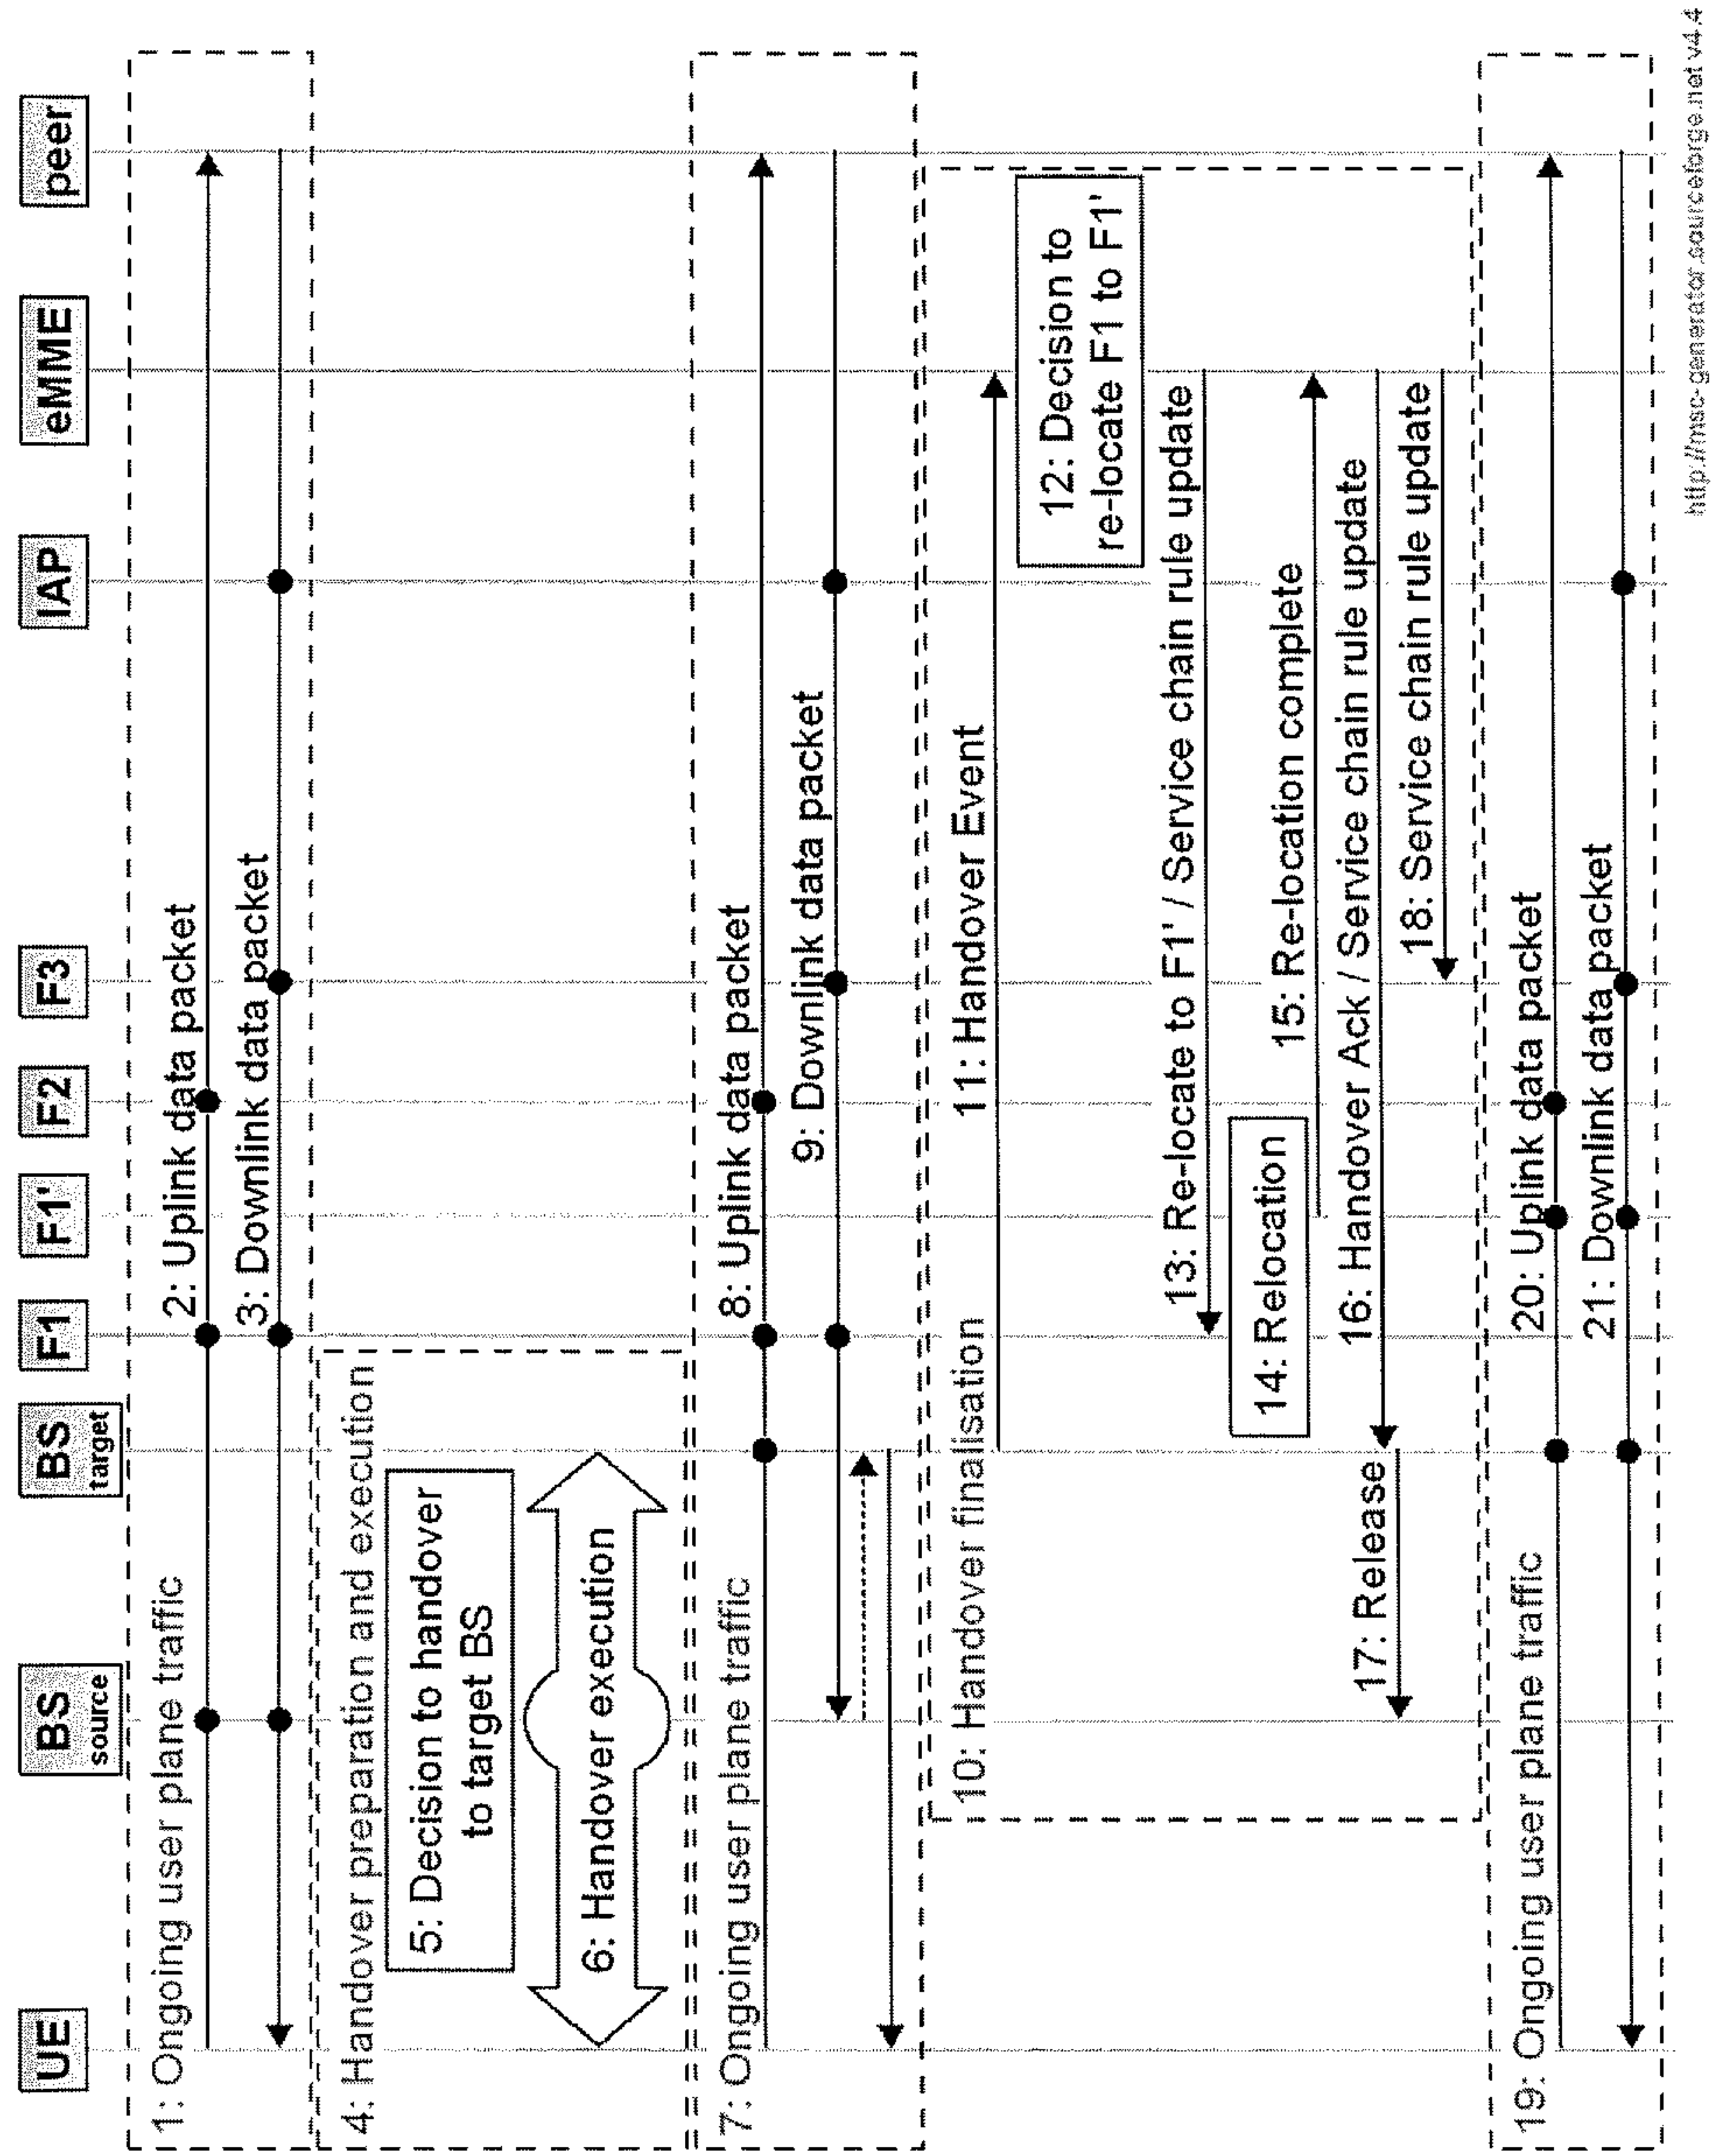 UE
BS
source
BS
target
F1
F1'
F2
F3
IAP
eMME
peer
1: Ongoing user plane traffic
2: Uplink data packet
3: Downlink data packet
4: Handover preparation and execution
5: Decision to handover
to target BS
6: Handover execution
7: Ongoing user plane traffic
8: Uplink data packet
9: Downlink data packet
10: Handover finalisation
11: Handover Event
12: Decision to
re-locate F1 to F1'
13: Re-locate to F1' / Service chain rule update
14: Relocation
15: Re-location complete
16: Handover Ack / Service chain rule update
17: Release
18: Service chain rule update
19: Ongoing user plane traffic
20: Uplink data packet
21: Downlink data packet
http://msc-generator.sourceforge.net v4.4